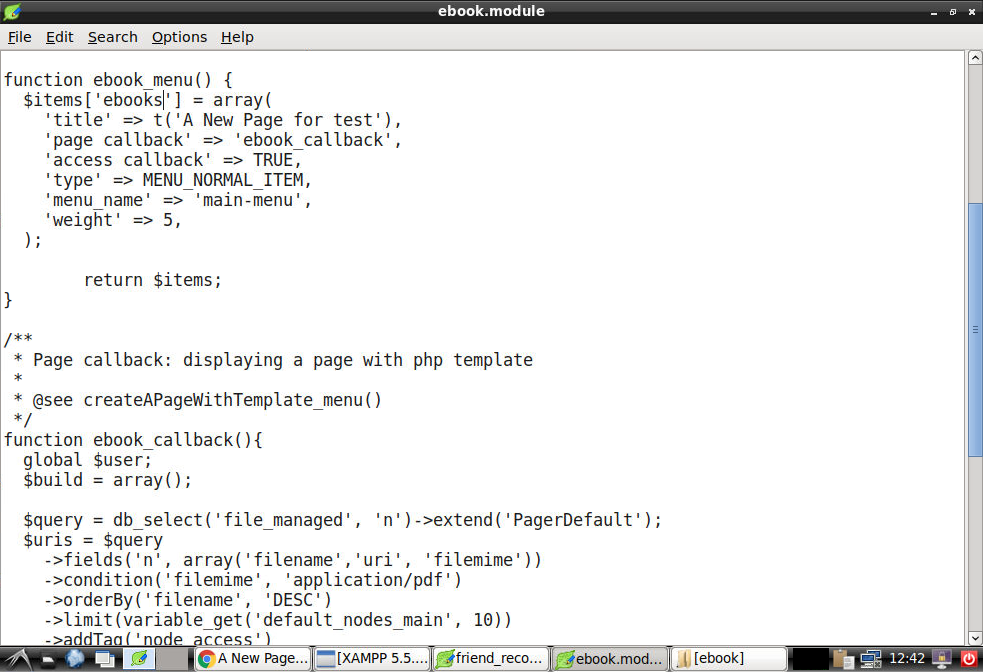 ebook.module
File Edit Search Options Help
function ebook_menu() {
  $items['ebooks'] = array(
    'title' => t('A New Page for test'),
    'page callback' => 'ebook_callback',
    'access callback' => TRUE,
    'type' => MENU_NORMAL_ITEM,
    'menu_name' => 'main-menu',
    'weight' => 5,
  );
        return $items;
}
/**
 * Page callback: displaying a page with php template
 *
 * @see createAPageWithTemplate_menu()
 */
function ebook_callback(){
  global $user;
  $build = array();
  $query = db_select('file_managed', 'n')->extend('PagerDefault');
  $uris = $query
    ->fields('n', array('filename','uri', 'filemime'))
    ->condition('filemime', 'application/pdf')
    ->orderBy('filename', 'DESC')
    ->limit(variable_get('default_nodes_main', 10))
    ->addTag('node_access')
A New Page... [XAMPP 5.5.... friend_reco... ebook.mod... [ebook] 12:42